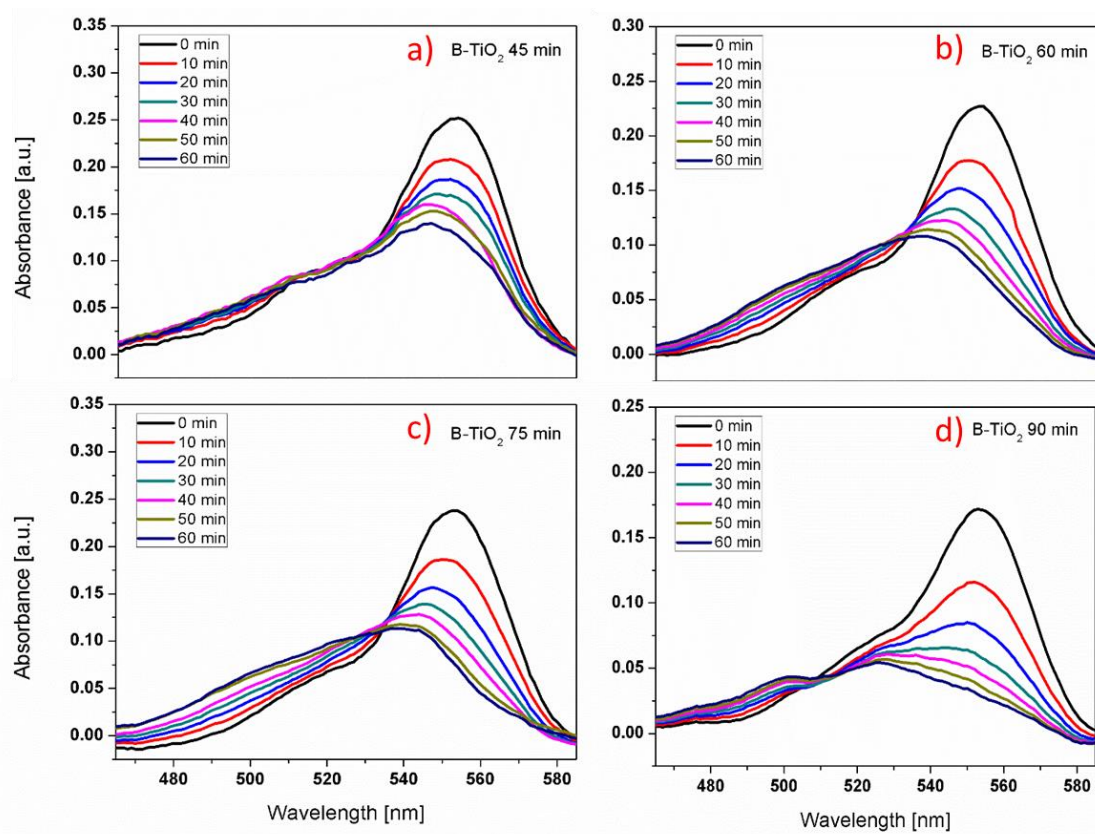 a) B-TiO₂ 45 min
0 min
10 min
20 min
30 min
40 min
50 min
60 min
0.35
0.30
0.25
0.20
0.15
0.10
0.05
0.00
Absorbance [a.u.]
b) B-TiO₂ 60 min
0 min
10 min
20 min
30 min
40 min
50 min
60 min
0.30
0.25
0.20
0.15
0.10
0.05
0.00
c) B-TiO₂ 75 min
0 min
10 min
20 min
30 min
40 min
50 min
60 min
0.35
0.30
0.25
0.20
0.15
0.10
0.05
0.00
Absorbance [a.u.]
480 500 520 540 560 580
Wavelength [nm]
d) B-TiO₂ 90 min
0 min
10 min
20 min
30 min
40 min
50 min
60 min
0.25
0.20
0.15
0.10
0.05
0.00
480 500 520 540 560 580
Wavelength [nm]